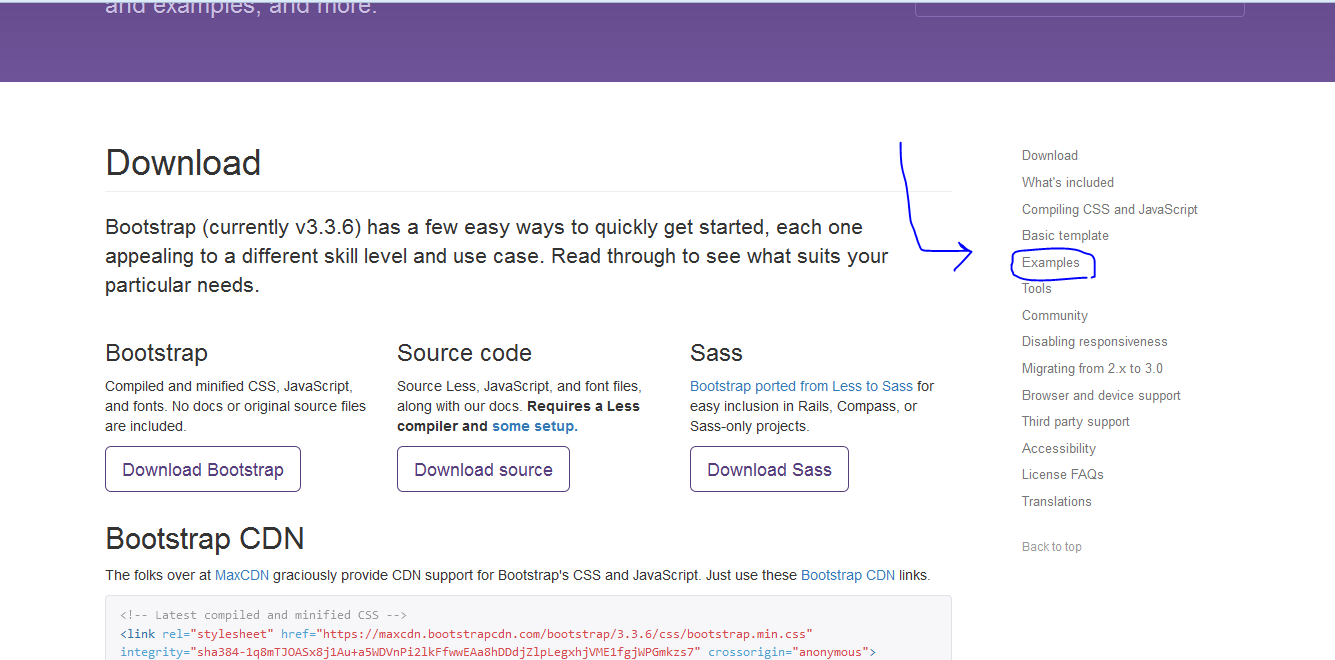 and examples, and more.
Download
Bootstrap (currently v3.3.6) has a few easy ways to quickly get started, each one
appealing to a different skill level and use case. Read through to see what suits your
particular needs.
Bootstrap
Compiled and minified CSS, JavaScript,
and fonts. No docs or original source files
are included.
Download Bootstrap
Source code
Source Less, JavaScript, and font files,
along with our docs. Requires a Less
compiler and some setup.
Download source
Sass
Bootstrap ported from Less to Sass for
easy inclusion in Rails, Compass, or
Sass-only projects.
Download Sass
Bootstrap CDN
The folks over at MaxCDN graciously provide CDN support for Bootstrap's CSS and JavaScript. Just use these Bootstrap CDN links.
<!-- Latest compiled and minified CSS -->
<link rel="stylesheet" href="https://maxcdn.bootstrapcdn.com/bootstrap/3.3.6/css/bootstrap.min.css"
integrity="sha384-1q8mTJOASx8j1Au+a5WDVnPi2lkFfwwEAa8hDDdjZlpLegxhjVME1fgjWPGmkzs7" crossorigin="anonymous">
Download
What's included
Compiling CSS and JavaScript
Basic template
Examples
Tools
Community
Disabling responsiveness
Migrating from 2.x to 3.0
Browser and device support
Third party support
Accessibility
License FAQs
Translations
Back to top